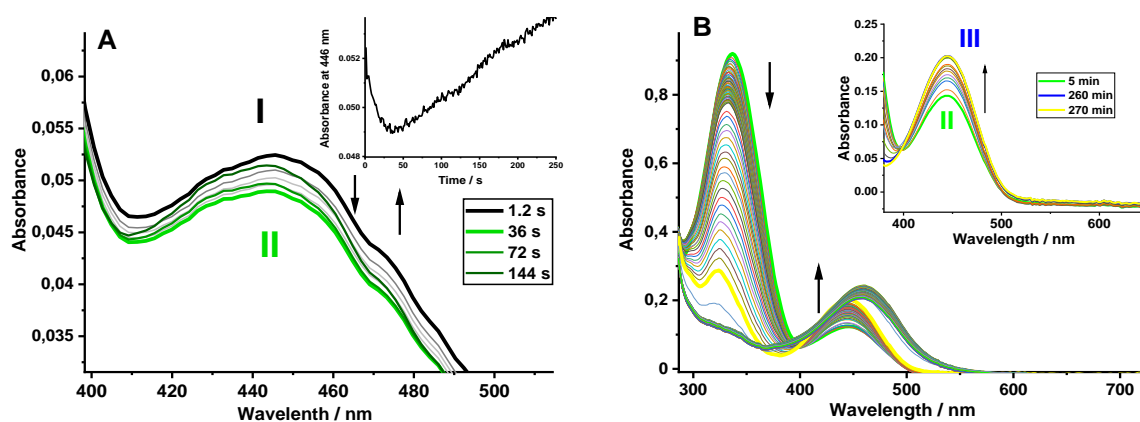 A
0,06
0,055
0,05
0,045
0,04
0,035
Absorbance
400
420
440
460
480
500
Wavelenth / nm
I
II
1.2 s
36 s
72 s
144 s
Absorbance at 446 nm
0.052
0.050
0.048
0
50
100
150
200
250
Time / s
B
0,8
0,6
0,4
0,2
0
Absorbance
300
400
500
600
700
Wavelength / nm
0.25
0.20
0.15
0.10
0.05
0.00
Absorbance
400
500
600
Wavelength / nm
III
II
5 min
260 min
270 min